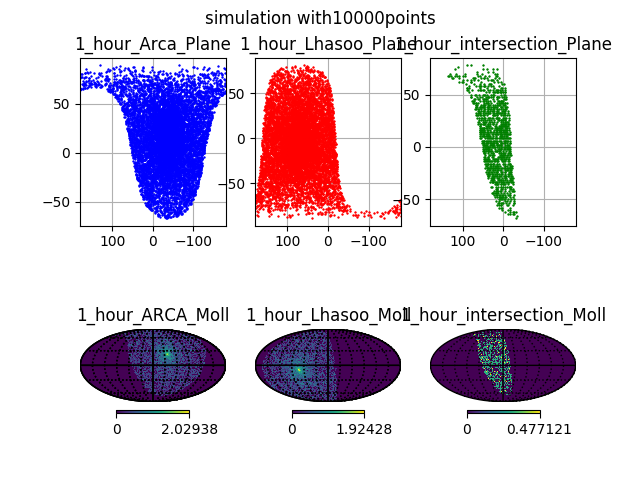 simulation with10000points
1_hour_Arca_Plane 1_hour_Lhasoo_Plane 1_hour_intersection_Plane
50 50 50
0 0 0
−50 −50 −50
100 0 −100 100 0 −100 100 0 −100
1_hour_ARCA_Moll 1_hour_Lhasoo_Moll 1_hour_intersection_Moll
0 2.02938 0 1.92428 0 0.477121